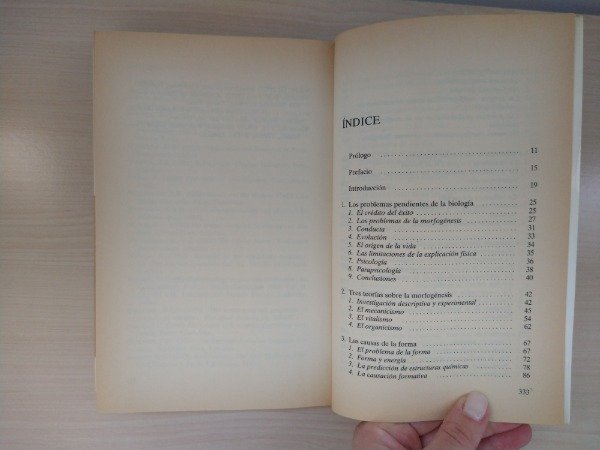 ÍNDICE
Prólogo 11
Prefacio 15
Introducción 19
1. Los problemas pendientes de la biología 25
1. El crédito del éxito 25
2. Los problemas de la morfogénesis 27
3. Conducta 31
4. Evolución 33
5. El origen de la vida 34
6. Las limitaciones de la explicación física 35
7. Psicología 36
8. Parapsicología 38
9. Conclusiones 40
2. Tres teorías sobre la morfogénesis 42
1. Investigación descriptiva y experimental 42
2. El mecanicismo 45
3. El vitalismo 54
4. El organicismo 62
3. Las causas de la forma 67
1. El problema de la forma 67
2. Forma y energía 72
3. La predicción de estructuras químicas 78
4. La causación formativa 86
333